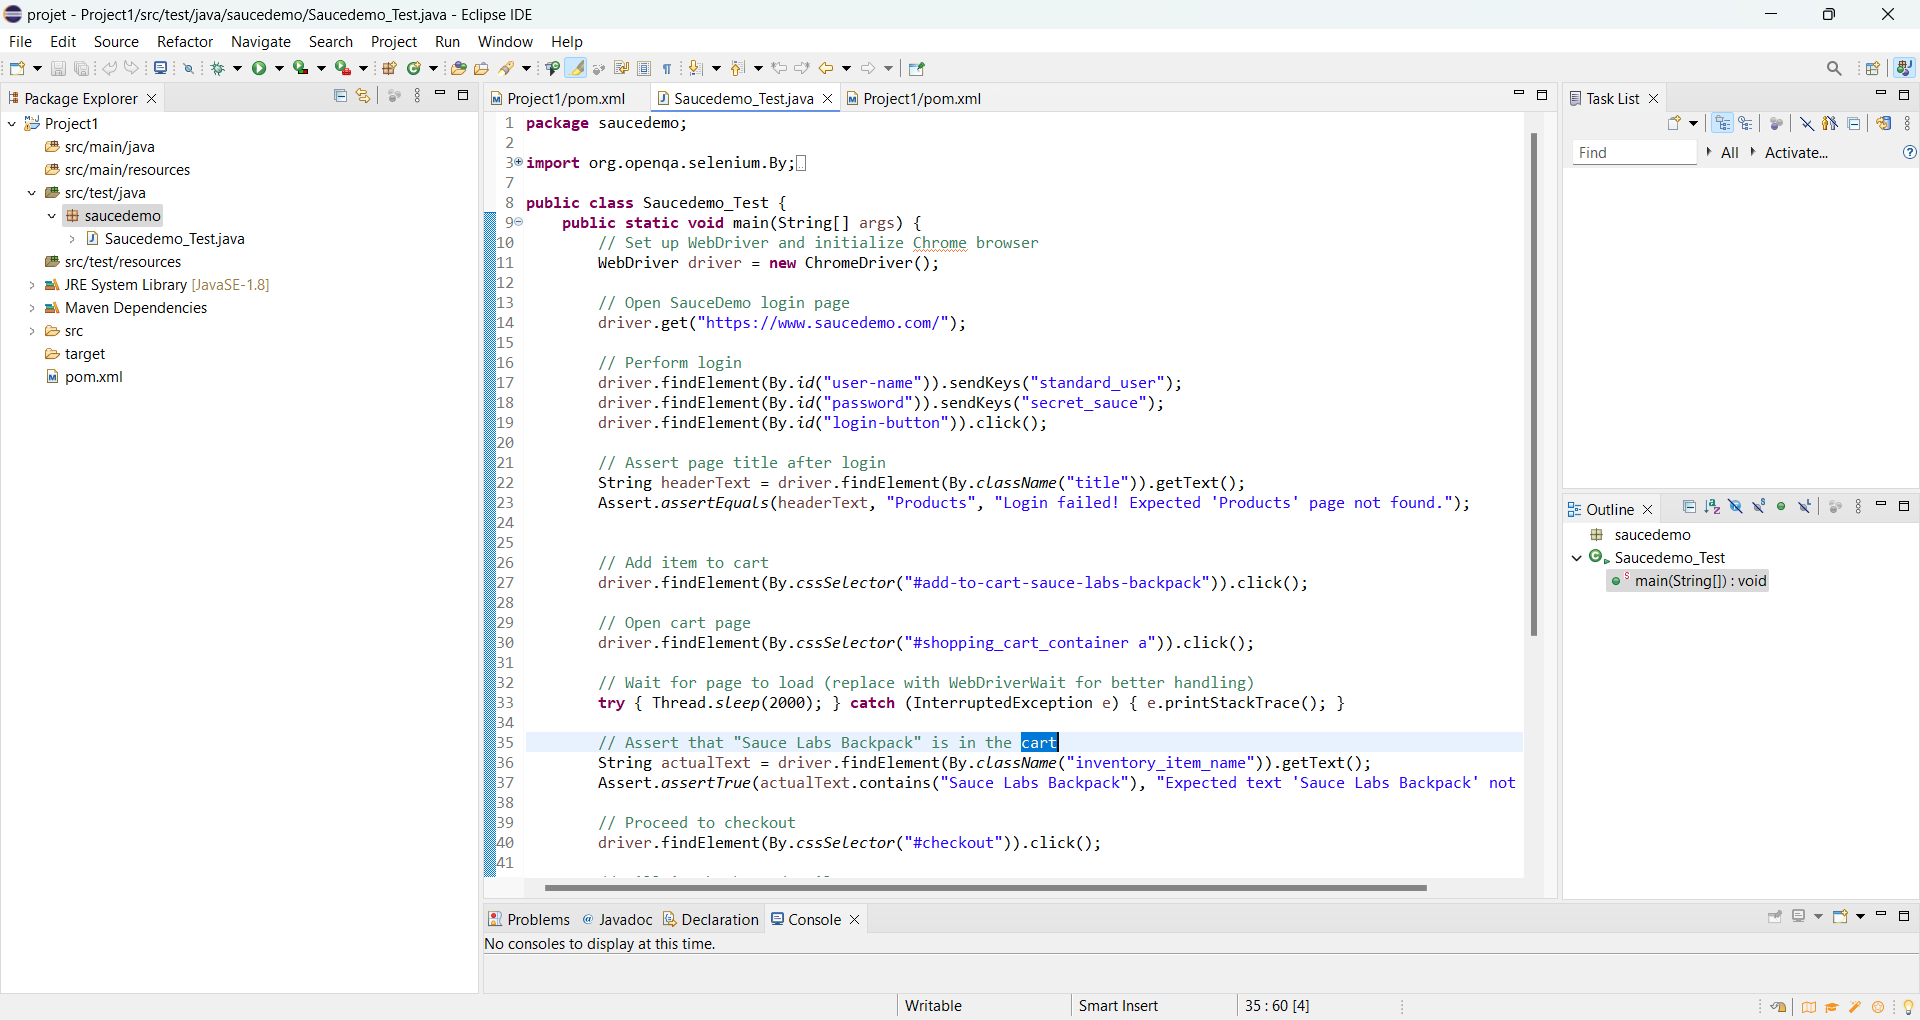 projet - Project1/src/test/java/saucedemo/Saucedemo_Test.java - Eclipse IDE
File Edit Source Refactor Navigate Search Project Run Window Help
Package Explorer
Project1
src/main/java
src/main/resources
src/test/java
saucedemo
Saucedemo_Test.java
src/test/resources
JRE System Library [JavaSE-1.8]
Maven Dependencies
src
target
pom.xml
Project1/pom.xml Saucedemo_Test.java Project1/pom.xml
1 package saucedemo;
2
3 import org.openqa.selenium.By;
7
8 public class Saucedemo_Test {
9 public static void main(String[] args) {
10 // Set up WebDriver and initialize Chrome browser
11 WebDriver driver = new ChromeDriver();
12
13 // Open SauceDemo login page
14 driver.get("https://www.saucedemo.com/");
15
16 // Perform login
17 driver.findElement(By.id("user-name")).sendKeys("standard_user");
18 driver.findElement(By.id("password")).sendKeys("secret_sauce");
19 driver.findElement(By.id("login-button")).click();
20
21 // Assert page title after login
22 String headerText = driver.findElement(By.className("title")).getText();
23 Assert.assertEquals(headerText, "Products", "Login failed! Expected 'Products' page not found.");
24
25
26 // Add item to cart
27 driver.findElement(By.cssSelector("#add-to-cart-sauce-labs-backpack")).click();
28
29 // Open cart page
30 driver.findElement(By.cssSelector("#shopping_cart_container a")).click();
31
32 // Wait for page to load (replace with WebDriverWait for better handling)
33 try { Thread.sleep(2000); } catch (InterruptedException e) { e.printStackTrace(); }
34
35 // Assert that "Sauce Labs Backpack" is in the cart
36 String actualText = driver.findElement(By.className("inventory_item_name")).getText();
37 Assert.assertTrue(actualText.contains("Sauce Labs Backpack"), "Expected text 'Sauce Labs Backpack' not
38
39 // Proceed to checkout
40 driver.findElement(By.cssSelector("#checkout")).click();
41
Task List
Find All Activate...
Outline
saucedemo
Saucedemo_Test
main(String[]) : void
Problems Javadoc Declaration Console
No consoles to display at this time.
Writable Smart Insert 35 : 60 [4]